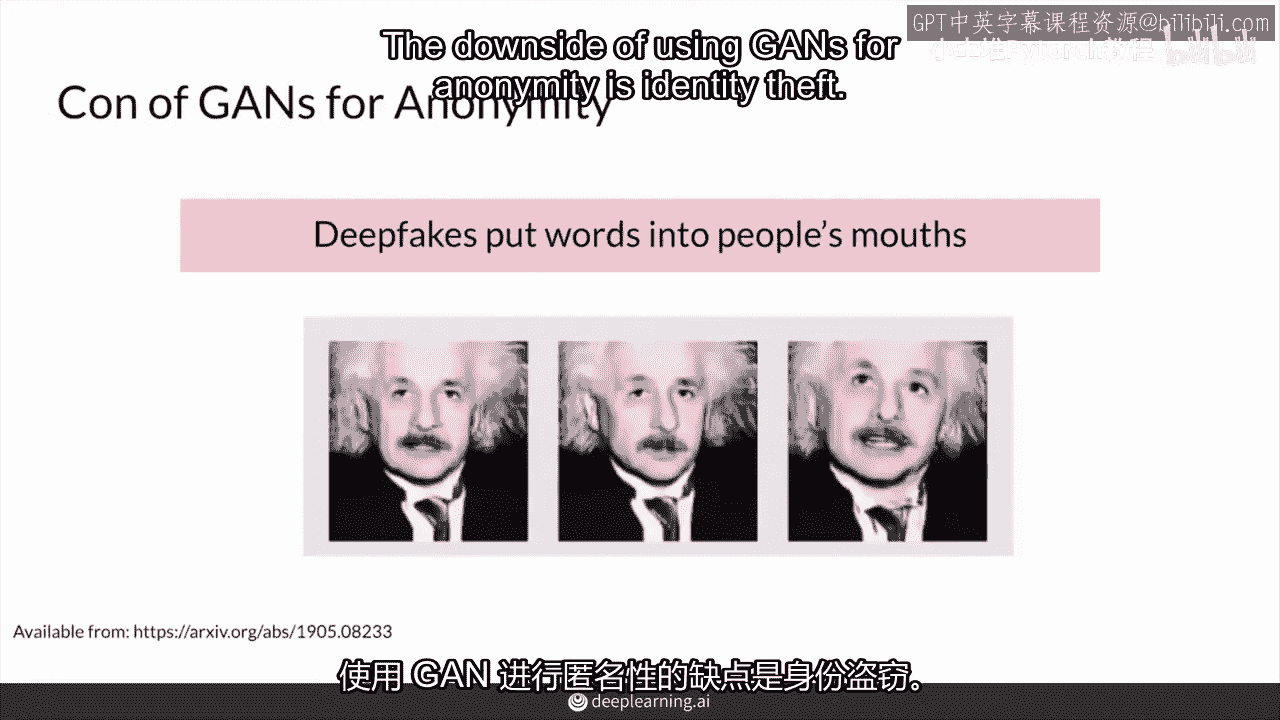 GPT中英字幕课程资源@bilibili.com
The downside of using GANs for
anonymity is identity theft.
Con of GANs for Anonymity
Deepfakes put words into people's mouths
Available from: https://arxiv.org/abs/1905.08233
使用 GAN 进行匿名性的缺点是身份盗窃。
deeplearning.ai